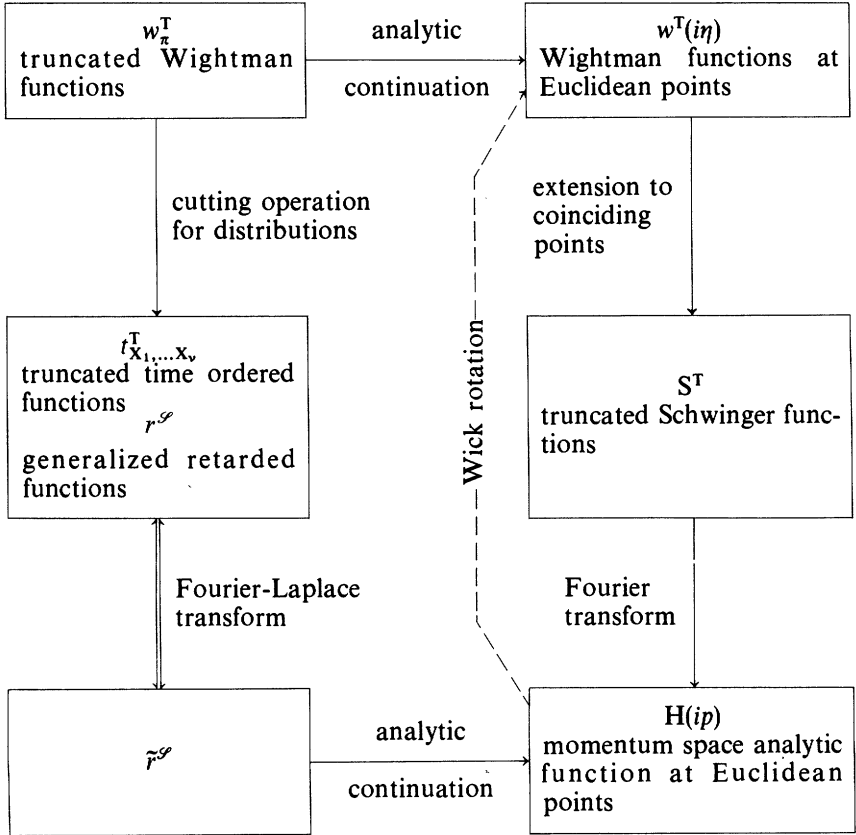 w_π^T
truncated Wightman
functions
analytic
continuation
w^T(iη)
Wightman functions at
Euclidean points
cutting operation
for distributions
extension to
coinciding
points
t^T_{X_1,...X_ν}
truncated time ordered
functions
r^𝒮
generalized retarded
functions
Wick rotation
S^T
truncated Schwinger func-
tions
Fourier-Laplace
transform
Fourier
transform
r̃^𝒮
analytic
continuation
H(ip)
momentum space analytic
function at Euclidean
points